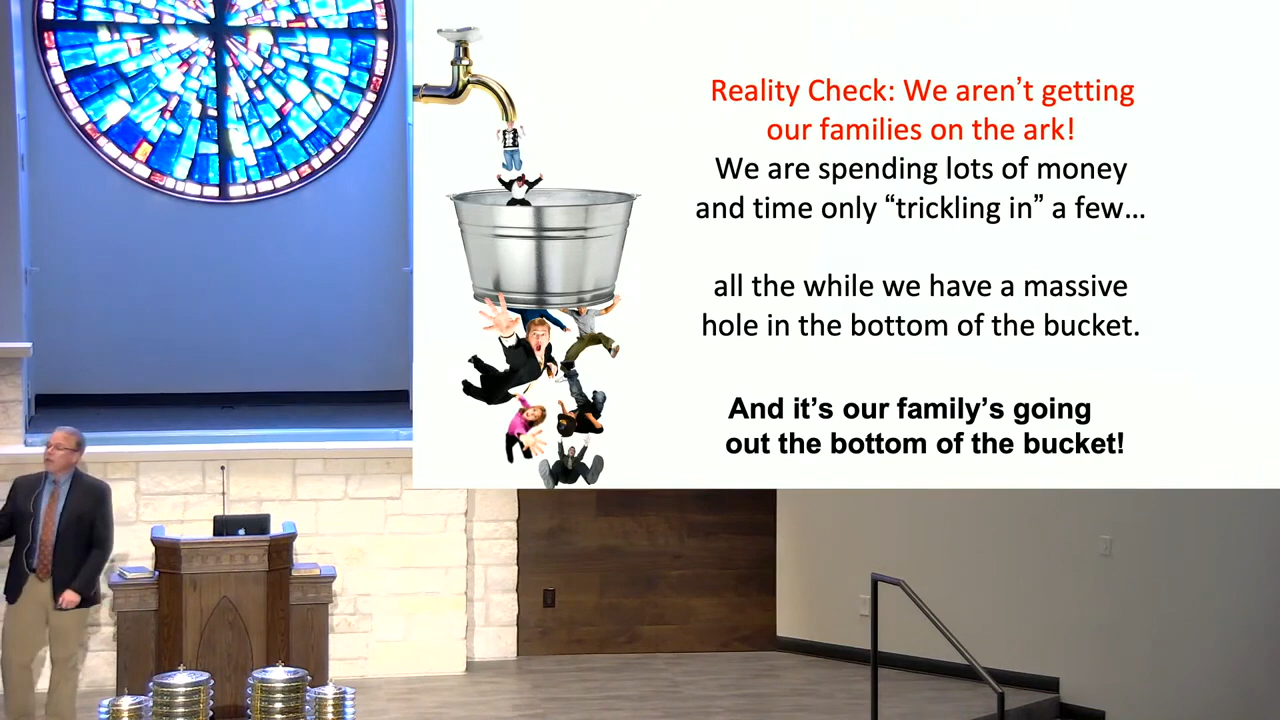 Reality Check: We aren’t getting
our families on the ark!
We are spending lots of money
and time only “trickling in” a few…
all the while we have a massive
hole in the bottom of the bucket.
And it’s our family’s going
out the bottom of the bucket!